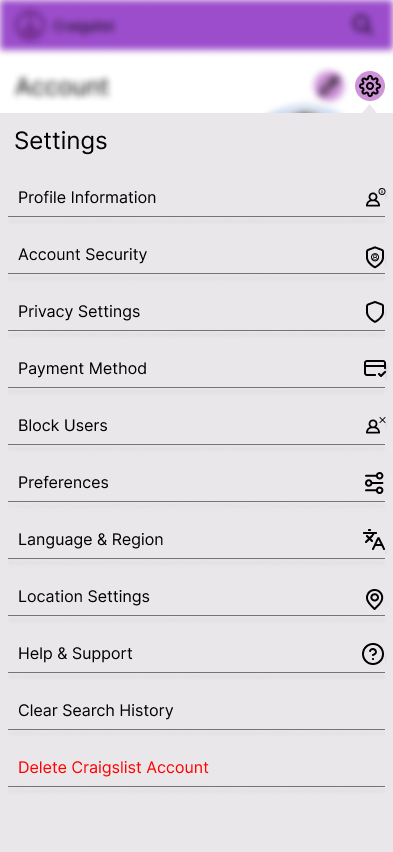 Craigslist
Account
Settings
Profile Information
Account Security
Privacy Settings
Payment Method
Block Users
Preferences
Language & Region
Location Settings
Help & Support
Clear Search History
Delete Craigslist Account